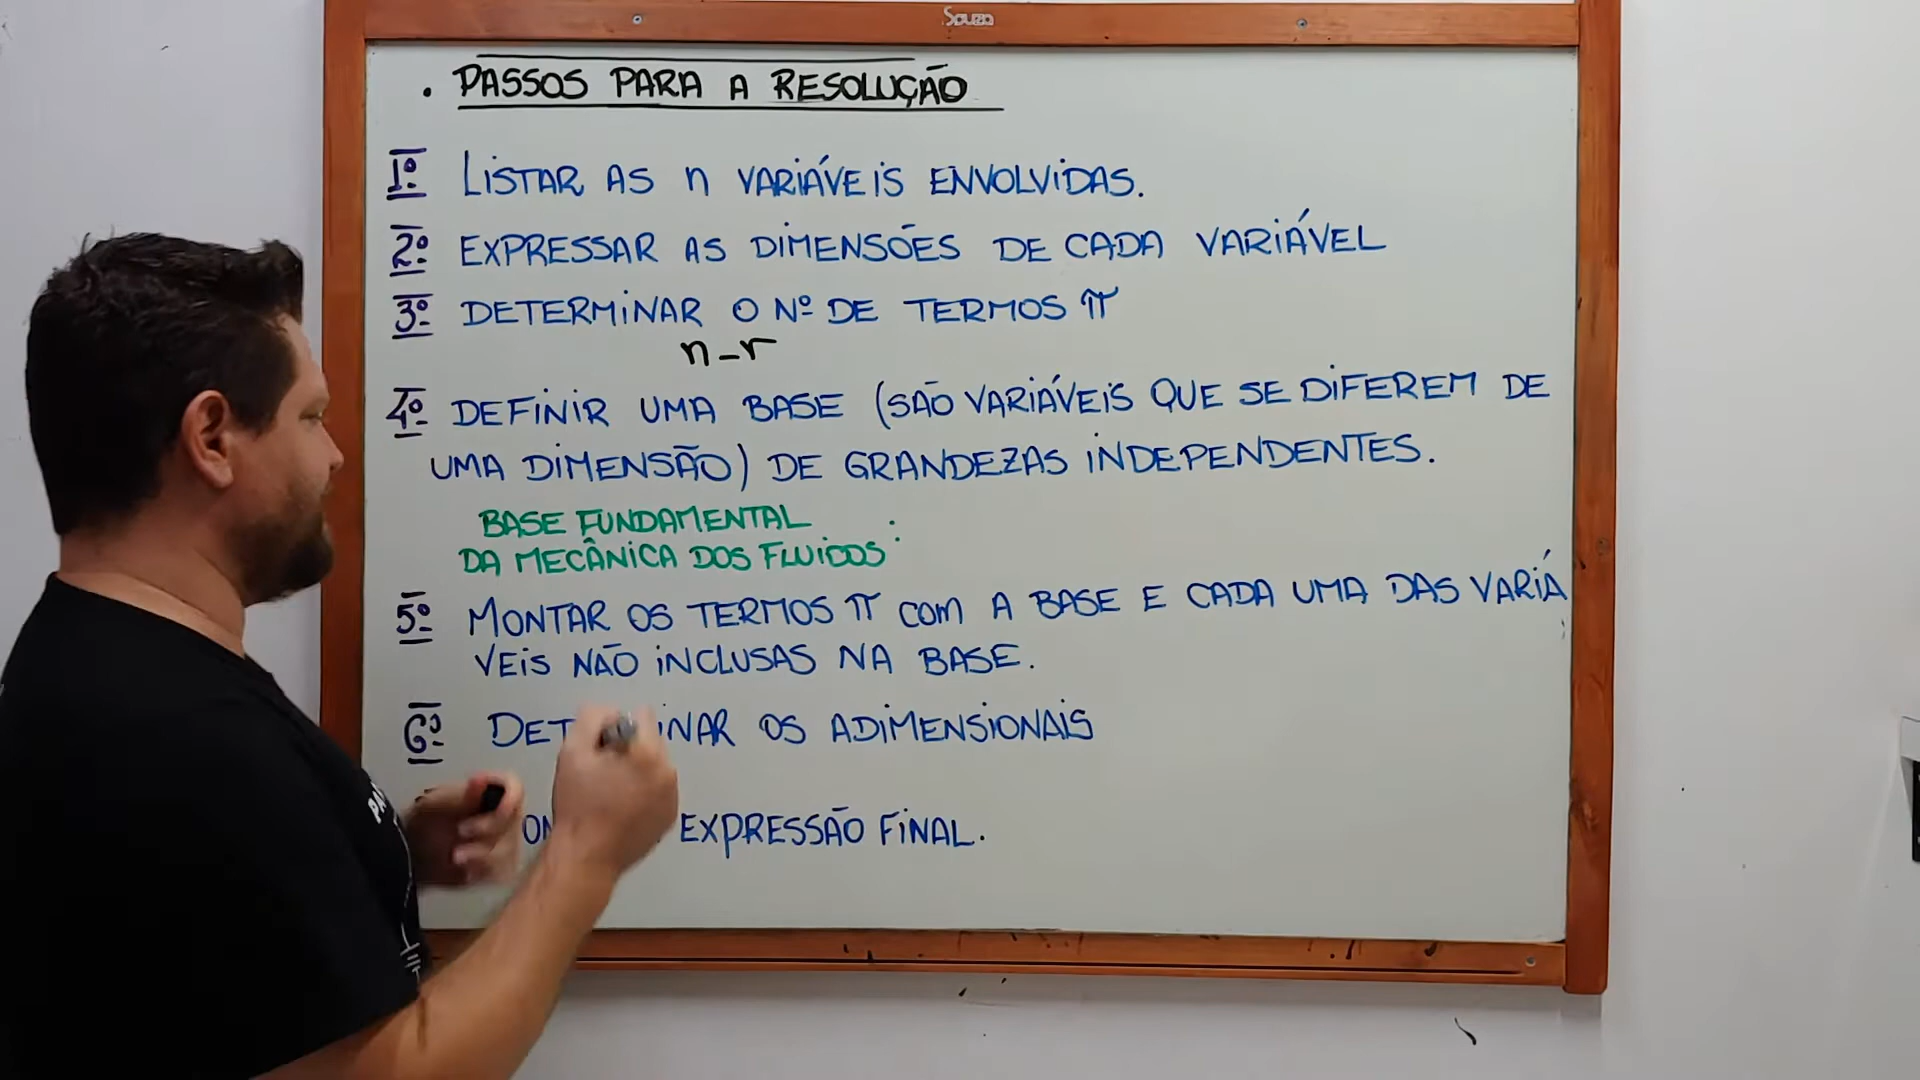 Souza
. PASSOS PARA A RESOLUÇÃO
1º LISTAR AS n VARIÁVEIS ENVOLVIDAS.
2º EXPRESSAR AS DIMENSÕES DE CADA VARIÁVEL
3º DETERMINAR O Nº DE TERMOS π
n-r
4º DEFINIR UMA BASE (SÃO VARIÁVEIS QUE SE DIFEREM DE
UMA DIMENSÃO) DE GRANDEZAS INDEPENDENTES.
BASE FUNDAMENTAL
DA MECÂNICA DOS FLUIDOS :
5º MONTAR OS TERMOS π COM A BASE E CADA UMA DAS VARIÁ
VEIS NÃO INCLUSAS NA BASE.
6º OS ADIMENSIONAIS
EXPRESSÃO FINAL.